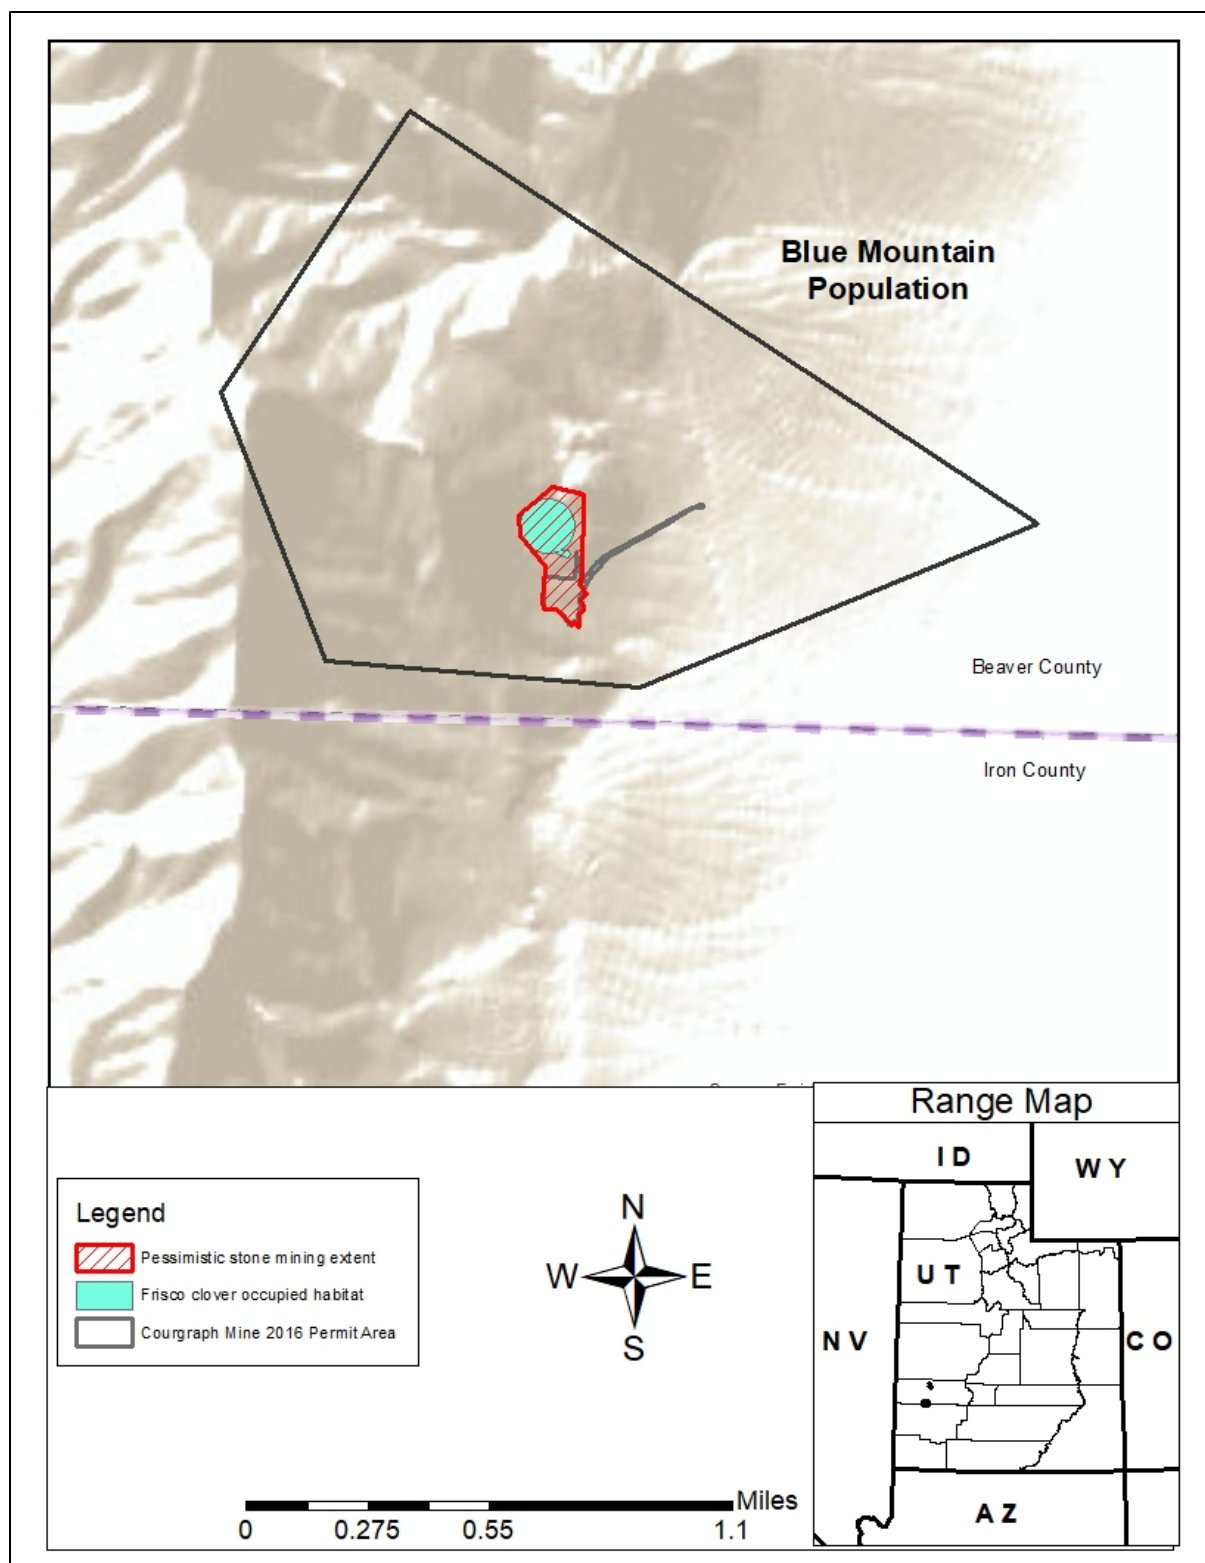 Blue Mountain
Population
Beaver County
Iron County
Range Map
ID
WY
UT
NV
CO
AZ
Legend
Pessimistic stone mining extent
Frisco clover occupied habitat
Courgraph Mine 2016 Permit Area
N
W
E
S
Miles
0
0.275
0.55
1.1